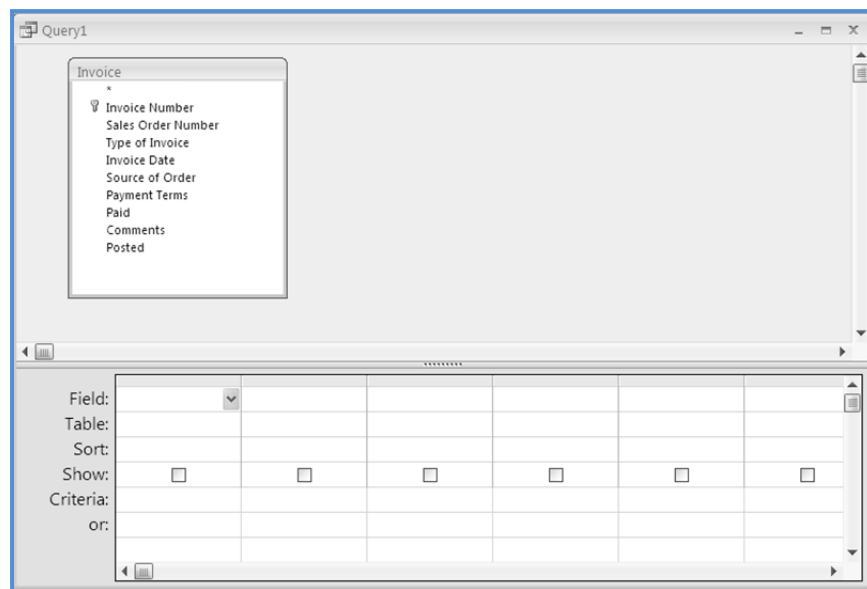 Query1
Invoice
*
Invoice Number
Sales Order Number
Type of Invoice
Invoice Date
Source of Order
Payment Terms
Paid
Comments
Posted
Field:
Table:
Sort:
Show:
Criteria:
or: